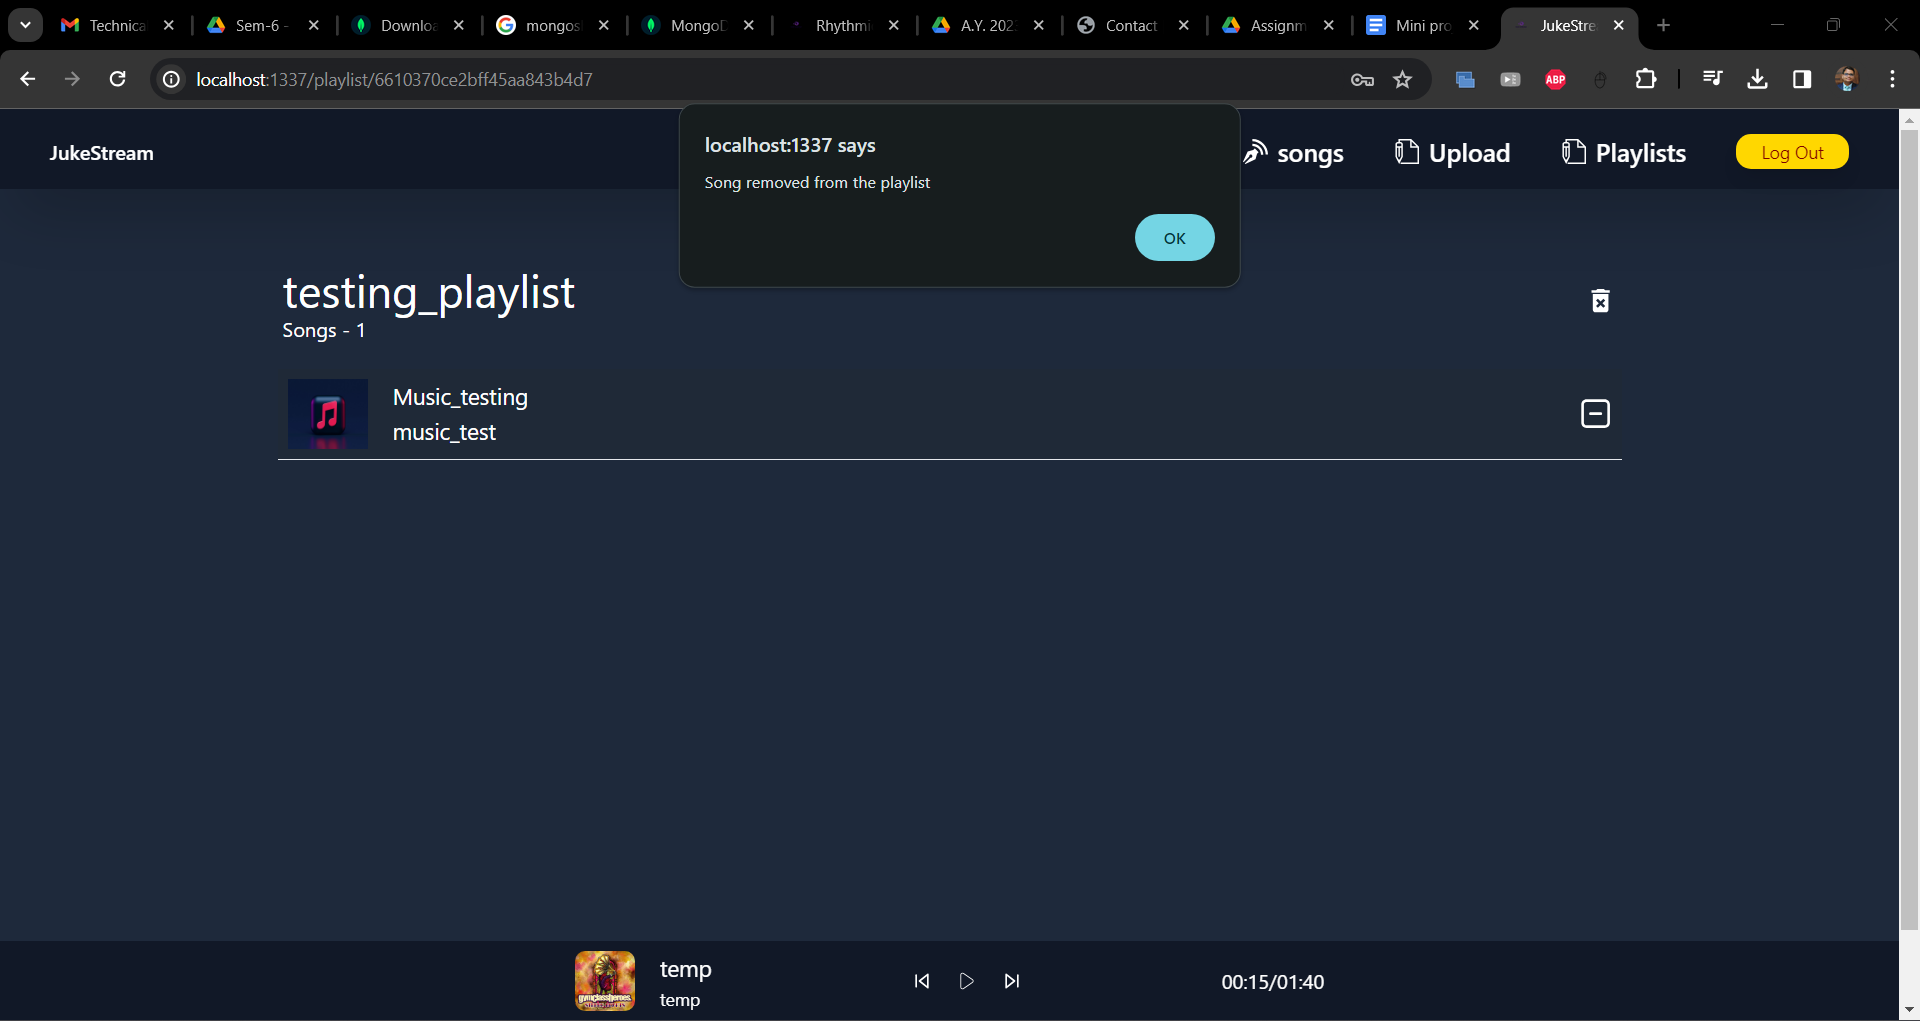 Technica
Sem-6 -
Downloa
mongos
MongoD
Rhythmi
A.Y. 202
Contact
Assignm
Mini pro
JukeStre
localhost:1337/playlist/6610370ce2bff45aa843b4d7
ABP
JukeStream
songs
Upload
Playlists
Log Out
localhost:1337 says
Song removed from the playlist
OK
testing_playlist
Songs - 1
Music_testing
music_test
gymclassheroes
temp
temp
00:15/01:40